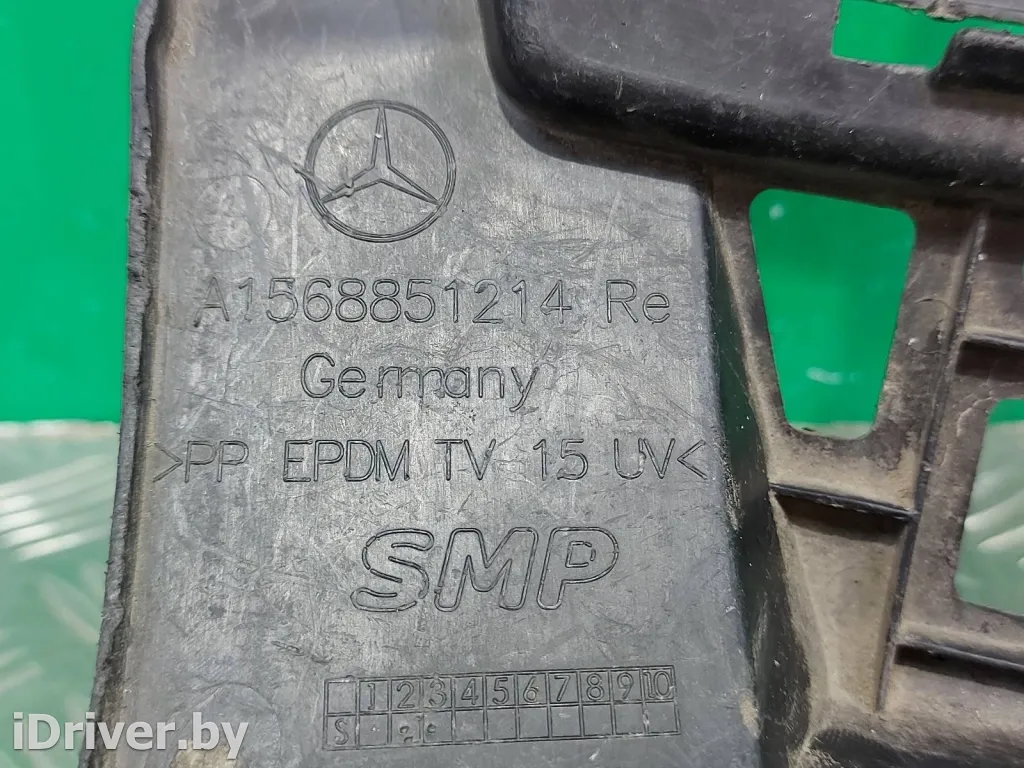 A1568851214 Re
Germany
>PP EPDM TV 15 UV<
SMP
1 2 3 4 5 6 7 8 9 10
S
iDriver.by